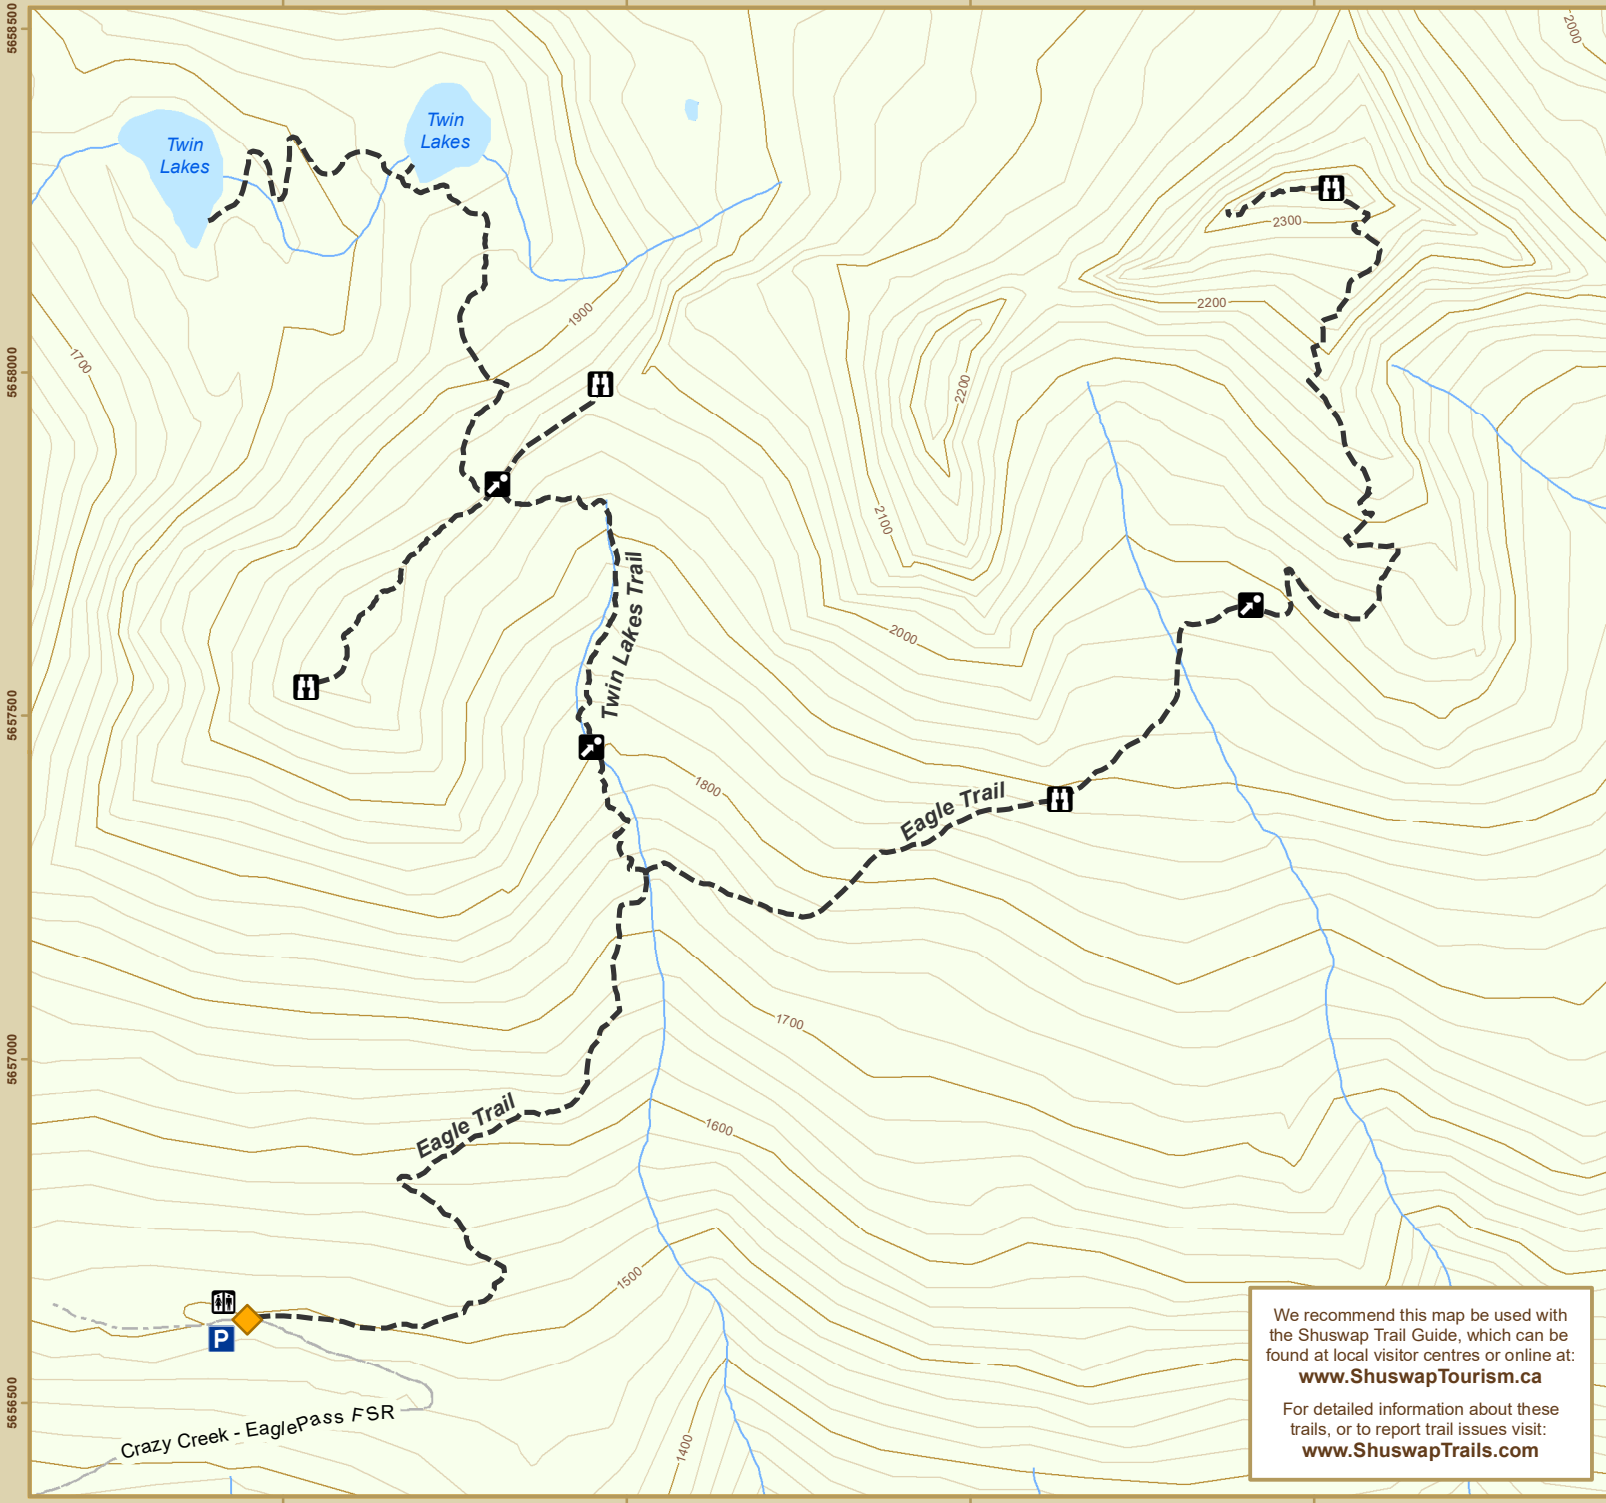 5658500
5658000
5657500
5657000
5656500
2000
Twin
Lakes
Twin
Lakes
2300
2200
1900
1700
2200
2100
Twin Lakes Trail
2000
1800
Eagle Trail
1700
Eagle Trail
1600
1500
P
Crazy Creek - EaglePass FSR
1400
We recommend this map be used with
the Shuswap Trail Guide, which can be
found at local visitor centres or online at:
www.ShuswapTourism.ca
For detailed information about these
trails, or to report trail issues visit:
www.ShuswapTrails.com